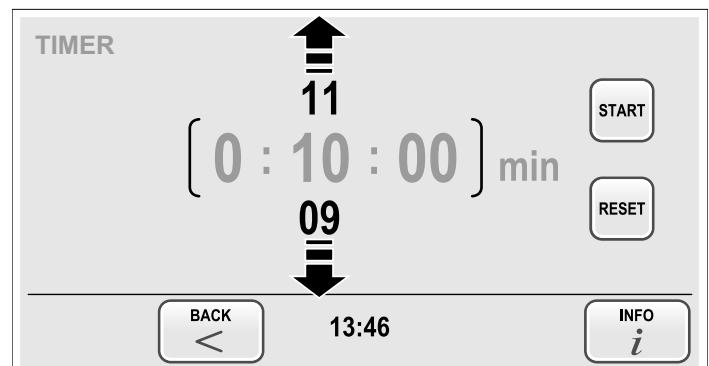 TIMER
11
START
0 : 10 : 00 min
09
RESET
BACK
<
13:46
INFO
i